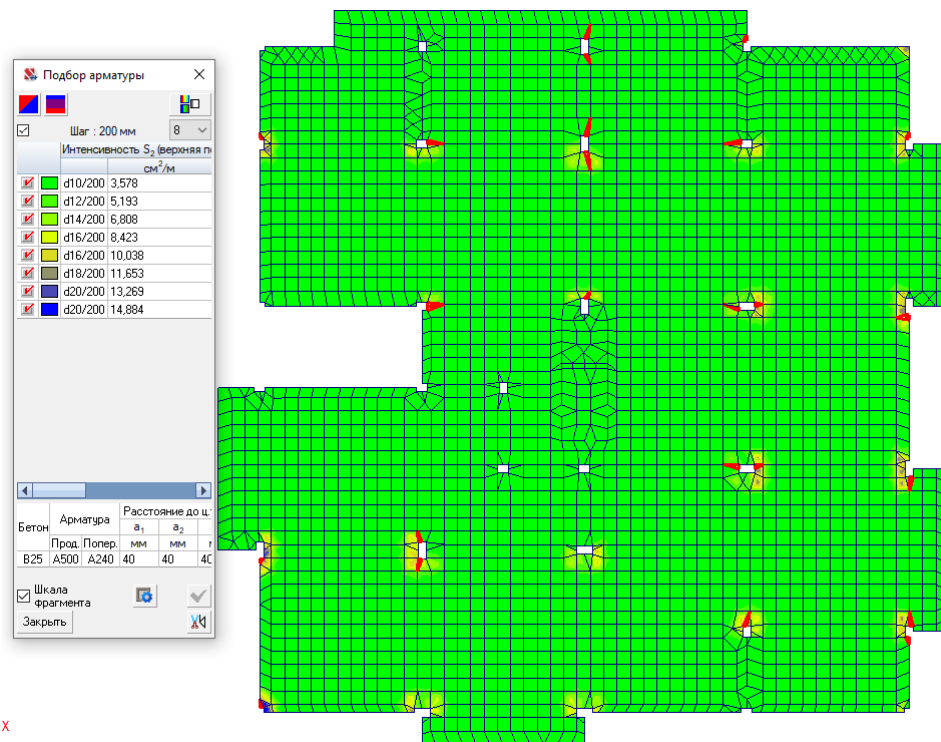 Подбор арматуры
Шаг : 200 мм 8
Интенсивность S2 (верхняя
см2/м
d10/200 3,578
d12/200 5,193
d14/200 6,808
d16/200 8,423
d16/200 10,038
d18/200 11,653
d20/200 13,269
d20/200 14,884
Бетон Арматура Расстояние до ц.
Прод. Попер. a1 a2
мм мм
B25 A500 A240 40 40 40
Шкала
фрагмента
Закрыть
X